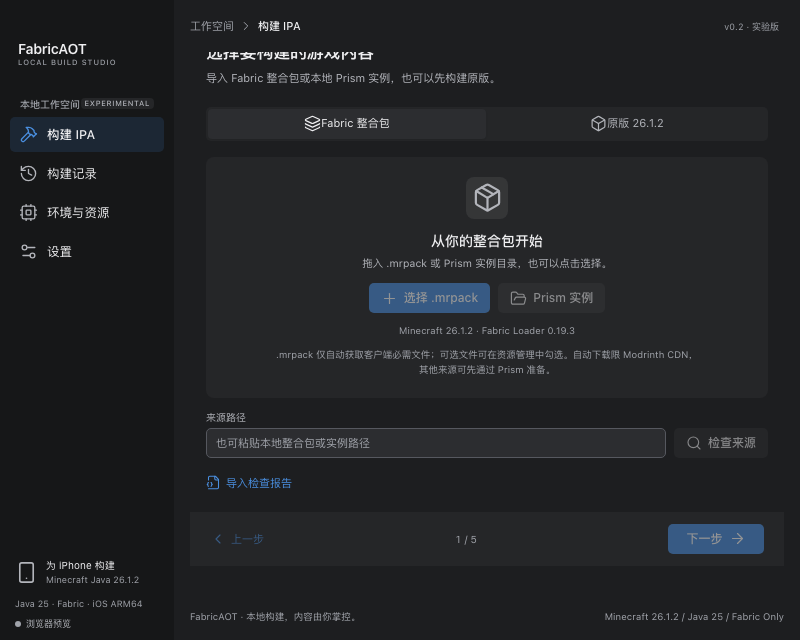 FabricAOT
LOCAL BUILD STUDIO
本地工作空间 EXPERIMENTAL
构建 IPA
构建记录
环境与资源
设置
为 iPhone 构建
Minecraft Java 26.1.2
Java 25 · Fabric · iOS ARM64
浏览器预览
工作空间 > 构建 IPA
v0.2 · 实验版
选择要构建的游戏内容
导入 Fabric 整合包或本地 Prism 实例，也可以先构建原版。
Fabric 整合包
原版 26.1.2
从你的整合包开始
拖入 .mrpack 或 Prism 实例目录，也可以点击选择。
选择 .mrpack
Prism 实例
Minecraft 26.1.2 · Fabric Loader 0.19.3
.mrpack 仅自动获取客户端必需文件；可选文件可在资源管理中勾选。自动下载限 Modrinth CDN，
其他来源可先通过 Prism 准备。
来源路径
也可粘贴本地整合包或实例路径
检查来源
导入检查报告
上一步
1 / 5
下一步
FabricAOT · 本地构建，内容由你掌控。
Minecraft 26.1.2 / Java 25 / Fabric Only